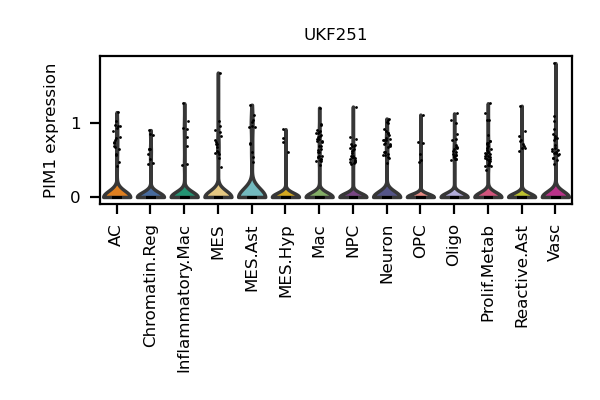 UKF251
PIM1 expression
1
0
AC
Chromatin.Reg
Inflammatory.Mac
MES
MES.Ast
MES.Hyp
Mac
NPC
Neuron
OPC
Oligo
Prolif.Metab
Reactive.Ast
Vasc